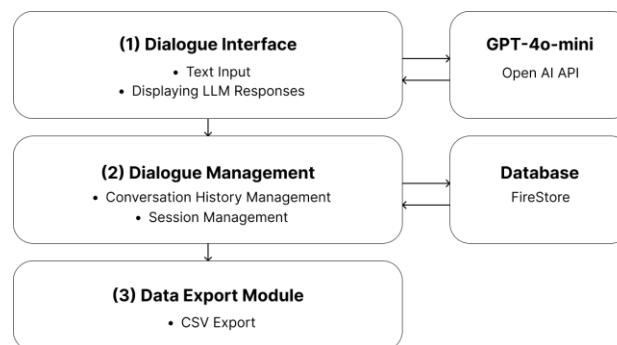 (1) Dialogue Interface
• Text Input
• Displaying LLM Responses
GPT-4o-mini
Open AI API
(2) Dialogue Management
• Conversation History Management
• Session Management
Database
FireStore
(3) Data Export Module
• CSV Export